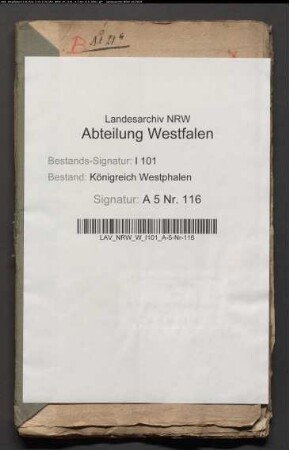 B
Landesarchiv NRW
Abteilung Westfalen
Bestands-Signatur: I 101
Bestand: Königreich Westphalen
Signatur: A 5 Nr. 116
LAV_NRW_W_I101_A-5-Nr-116